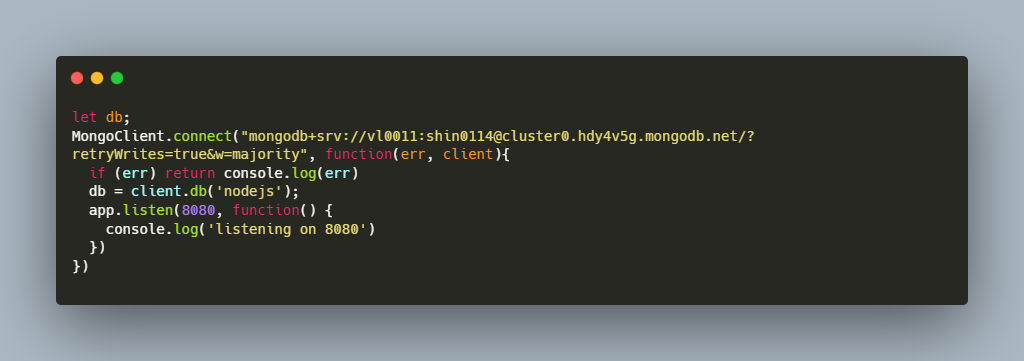 let db;
MongoClient.connect("mongodb+srv://vl0011:shin0114@cluster0.hdy4v5g.mongodb.net/?
retryWrites=true&w=majority", function(err, client){
  if (err) return console.log(err)
  db = client.db('nodejs');
  app.listen(8080, function() {
    console.log('listening on 8080')
  })
})